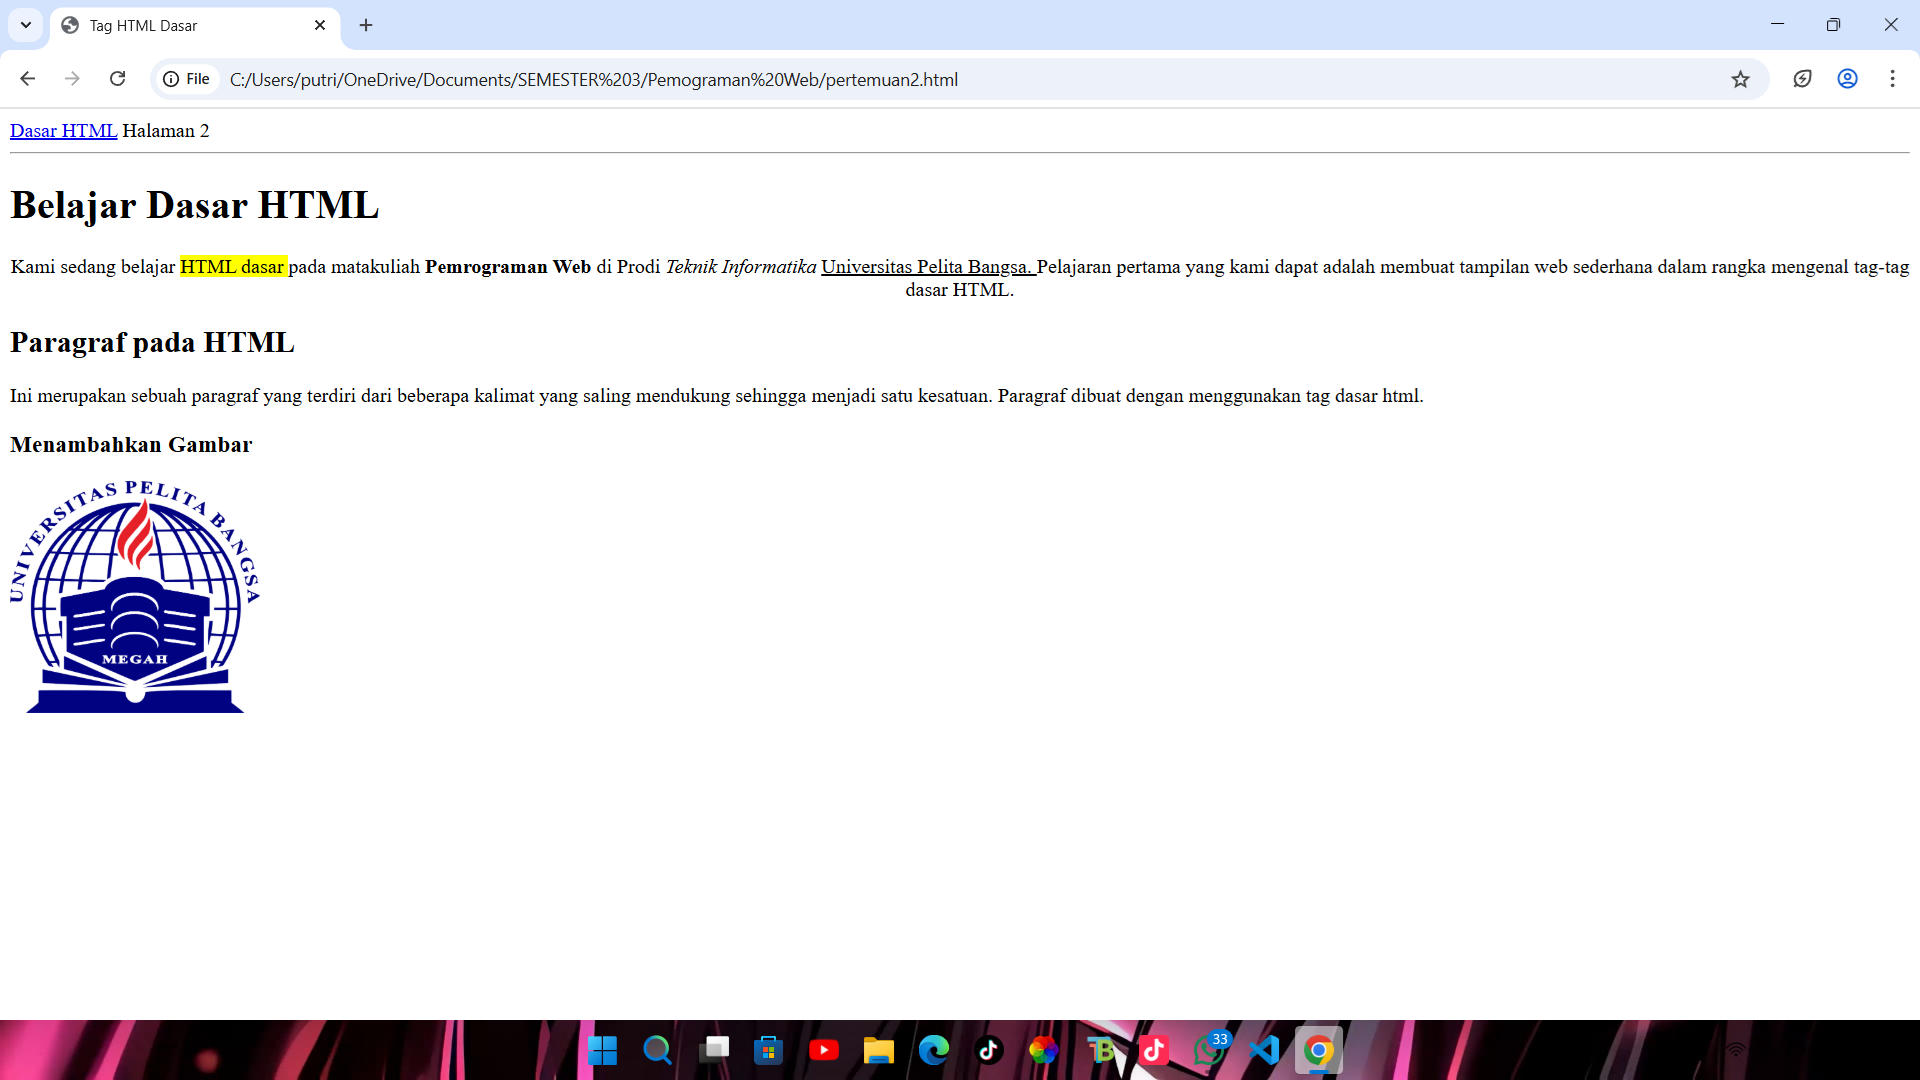 Tag HTML Dasar
File
C:/Users/putri/OneDrive/Documents/SEMESTER%203/Pemograman%20Web/pertemuan2.html
Dasar HTML Halaman 2
Belajar Dasar HTML
Kami sedang belajar HTML dasar pada matakuliah Pemrograman Web di Prodi Teknik Informatika Universitas Pelita Bangsa. Pelajaran pertama yang kami dapat adalah membuat tampilan web sederhana dalam rangka mengenal tag-tag
dasar HTML.
Paragraf pada HTML
Ini merupakan sebuah paragraf yang terdiri dari beberapa kalimat yang saling mendukung sehingga menjadi satu kesatuan. Paragraf dibuat dengan menggunakan tag dasar html.
Menambahkan Gambar
UNIVERSITAS PELITA BANGSA
MEGAH
TB
33